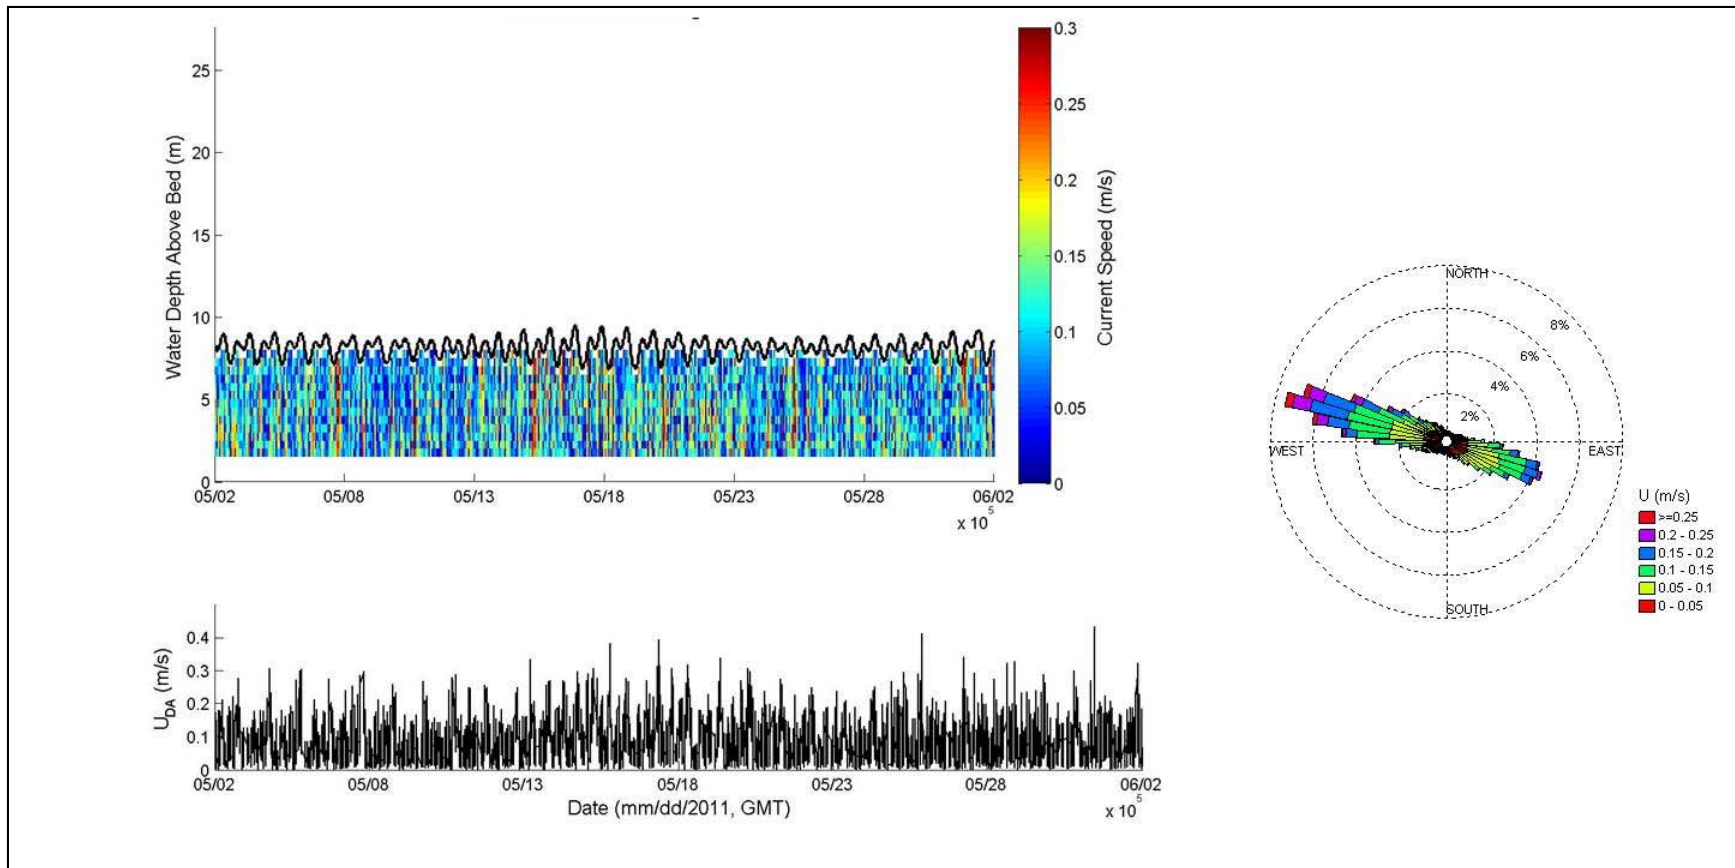 25
20
15
10
5
0
Water Depth Above Bed (m)
05/02 05/08 05/13 05/18 05/23 05/28 06/02
x 10^5
0.3
0.25
0.2
0.15
0.1
0.05
0
Current Speed (m/s)
NORTH
8%
6%
4%
2%
WEST
EAST
SOUTH
U (m/s)
>=0.25
0.2 - 0.25
0.15 - 0.2
0.1 - 0.15
0.05 - 0.1
0 - 0.05
0.4
0.3
0.2
0.1
0
U_DA (m/s)
05/02 05/08 05/13 05/18 05/23 05/28 06/02
Date (mm/dd/2011, GMT)
x 10^5